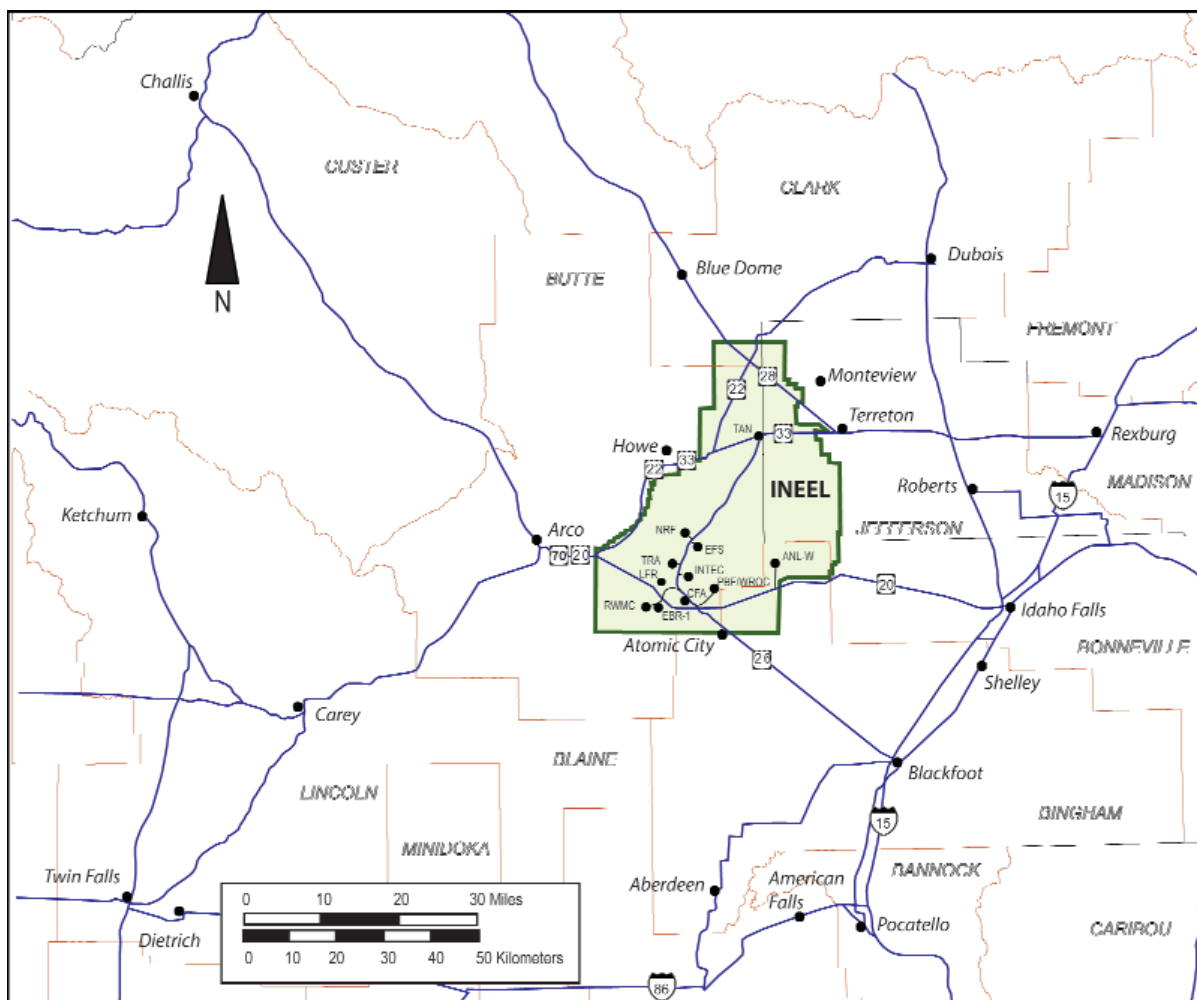 Challis
CUSTER
CLARK
N
BUTTE
Blue Dome
Dubois
FREMONT
28
22
Monteview
Terreton
TAN
33
Rexburg
Howe
33
22
MADISON
INEEL
Roberts
15
Ketchum
Arco
JEFFERSON
NRF
EFS
70
20
TRA
ANL-W
INTEC
LFR
PBF/WROC
20
CFA
RWMC
EBR-1
Idaho Falls
Atomic City
BONNEVILLE
26
Shelley
Carey
BLAINE
Blackfoot
LINCOLN
BINGHAM
15
MINIDOKA
BANNOCK
Twin Falls
Aberdeen
American
Falls
0 10 20 30 Miles
Pocatello
CARIBOU
Dietrich
0 10 20 30 40 50 Kilometers
86